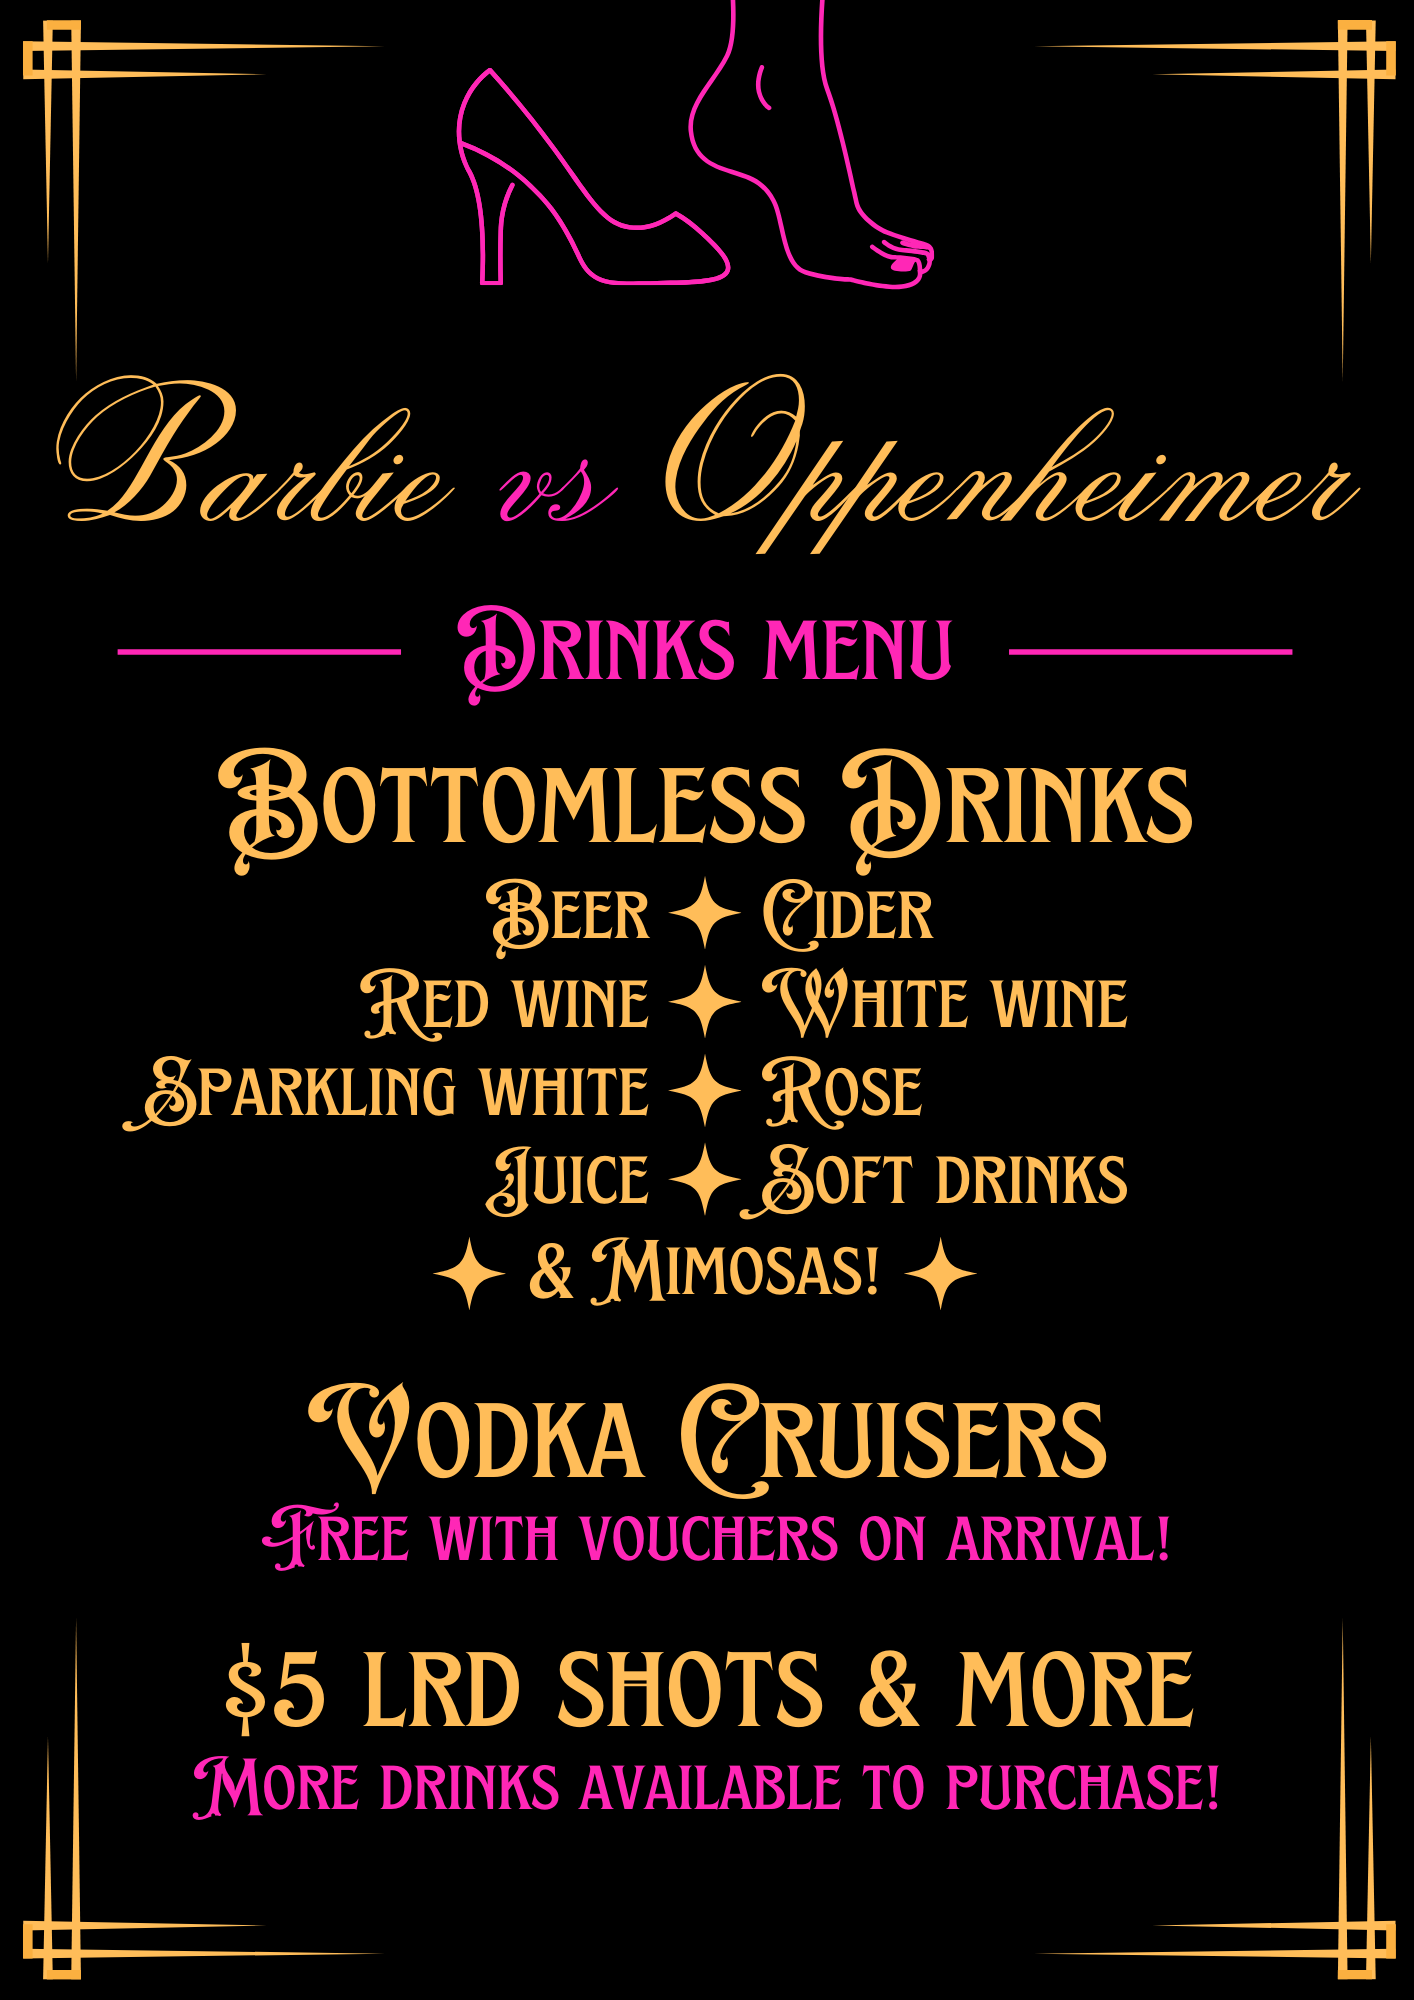 Barbie vs Oppenheimer
Drinks menu
Bottomless Drinks
Beer Cider
Red wine White wine
Sparkling white Rose
Juice Soft drinks
& Mimosas!
Vodka Cruisers
Free with vouchers on arrival!
$5 LRD SHOTS & MORE
More drinks available to purchase!